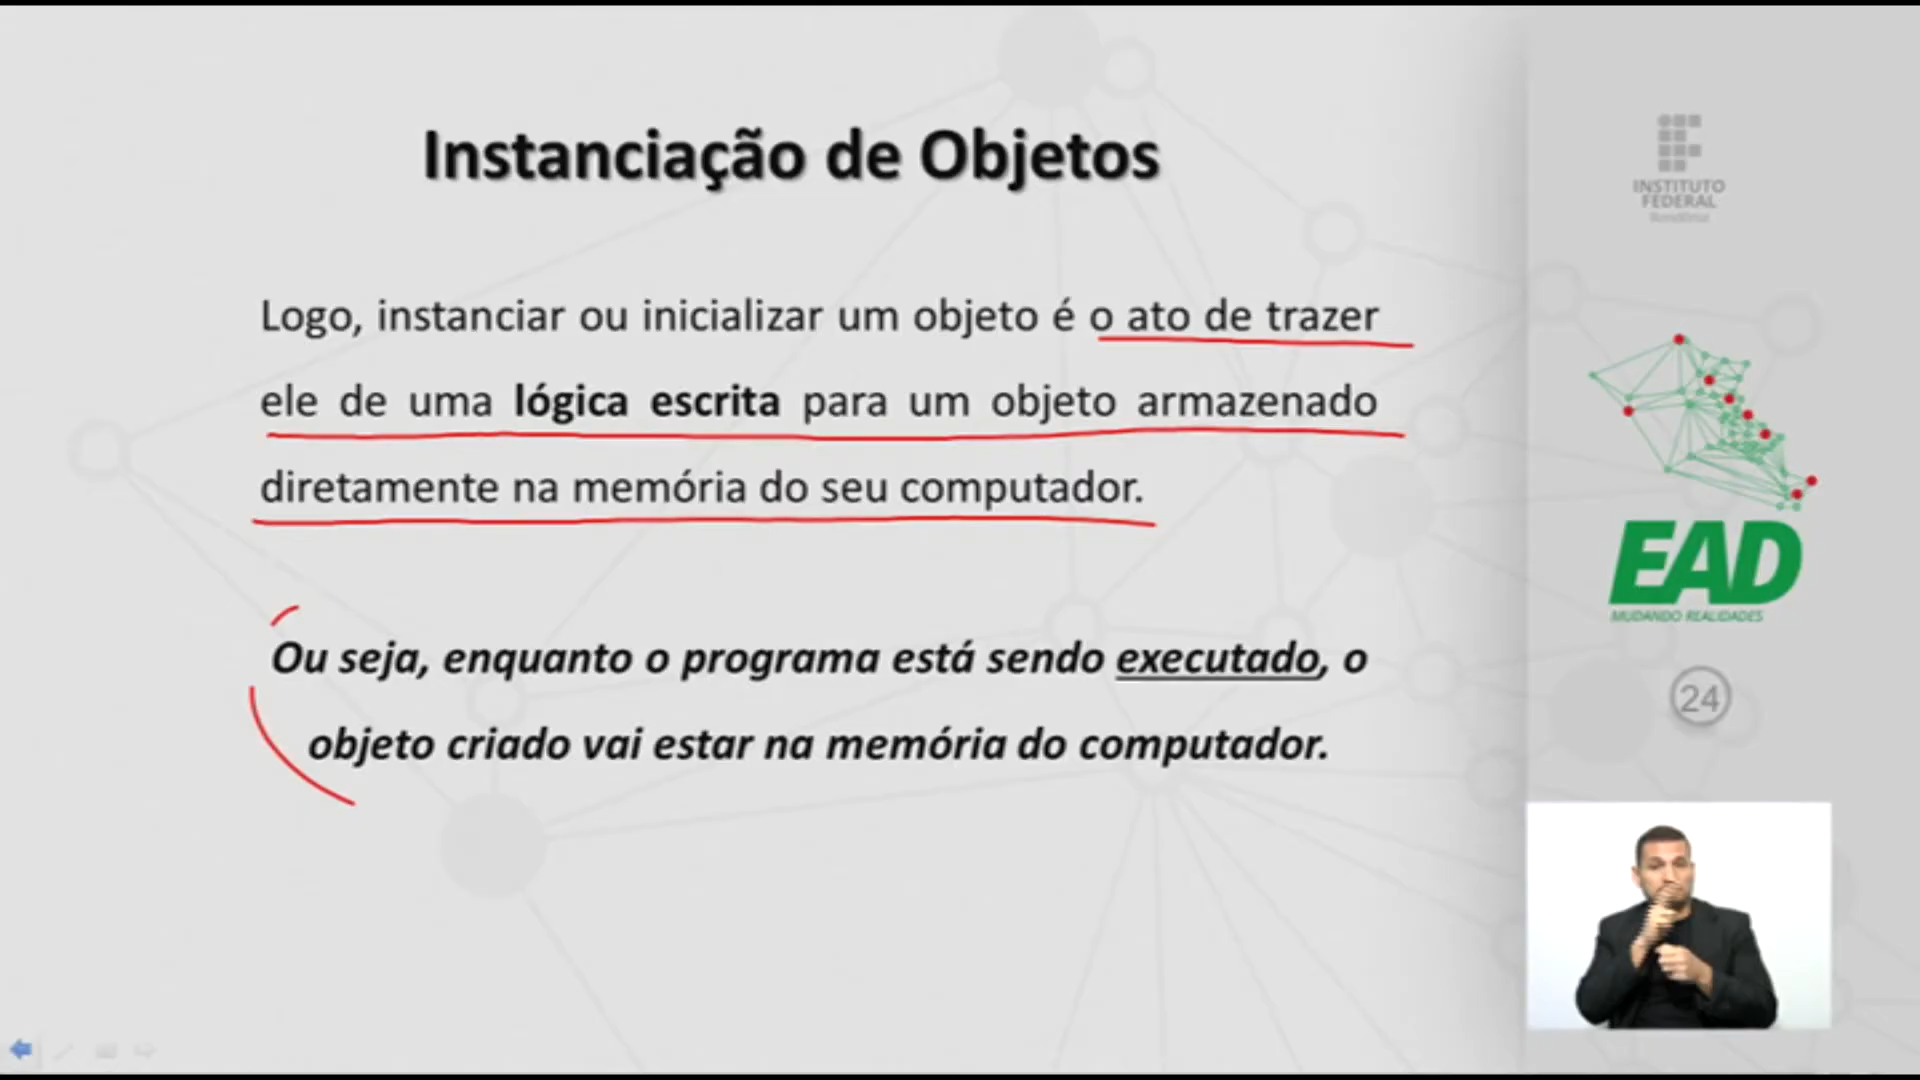 Instanciação de Objetos
Logo, instanciar ou inicializar um objeto é o ato de trazer
ele de uma lógica escrita para um objeto armazenado
diretamente na memória do seu computador.
Ou seja, enquanto o programa está sendo executado, o
objeto criado vai estar na memória do computador.
INSTITUTO
FEDERAL
Rondônia
EAD
MUDANDO REALIDADES
24